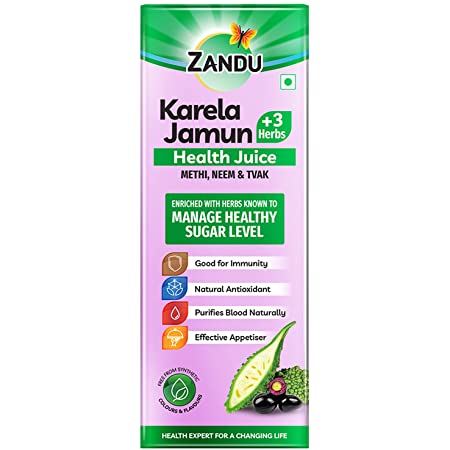 ZANDU
Karela
Jamun
+3
Herbs
Health Juice
METHI, NEEM & TVAK
ENRICHED WITH HERBS KNOWN TO
MANAGE HEALTHY
SUGAR LEVEL
Good for Immunity
Natural Antioxidant
Purifies Blood Naturally
Effective Appetiser
FREE FROM SYNTHETIC
COLOURS & FLAVOURS
HEALTH EXPERT FOR A CHANGING LIFE